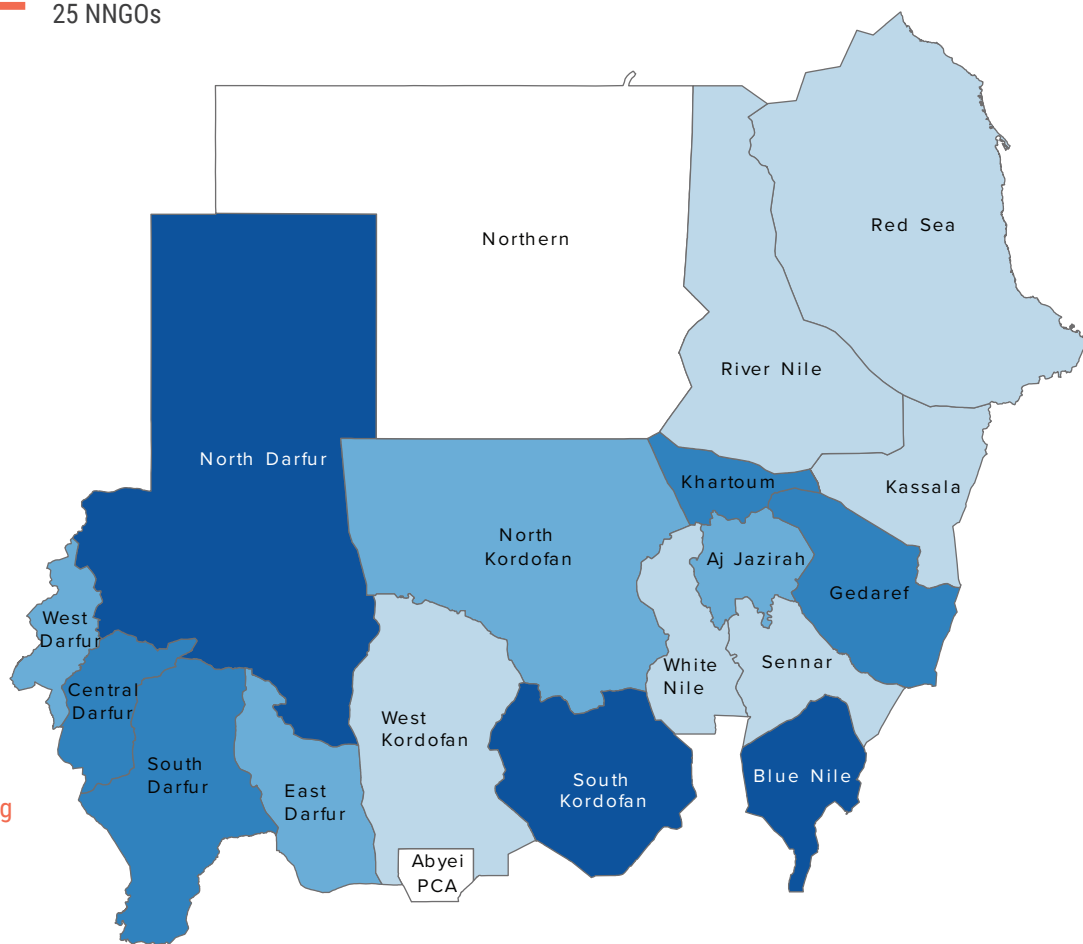 25 NNGOs
Northern
Red Sea
River Nile
North Darfur
Khartoum
Kassala
North
Kordofan
Aj Jazirah
Gedaref
West
Darfur
White
Nile
Sennar
Central
Darfur
West
Kordofan
South
Darfur
South
Kordofan
Blue Nile
East
Darfur
g
Abyei
PCA